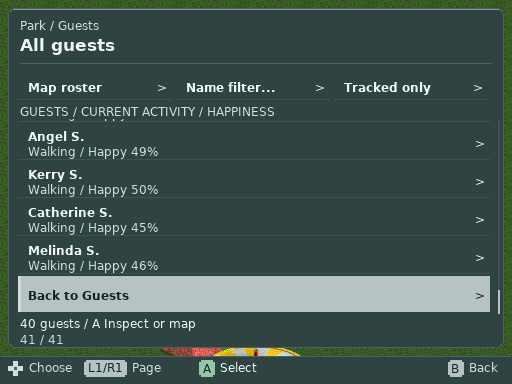 Park / Guests
All guests
Map roster > Name filter... > Tracked only >
GUESTS / CURRENT ACTIVITY / HAPPINESS
Angel S.
Walking / Happy 49% >
Kerry S.
Walking / Happy 50% >
Catherine S.
Walking / Happy 45% >
Melinda S.
Walking / Happy 46% >
Back to Guests >
40 guests / A Inspect or map
41 / 41
Choose L1/R1 Page A Select B Back